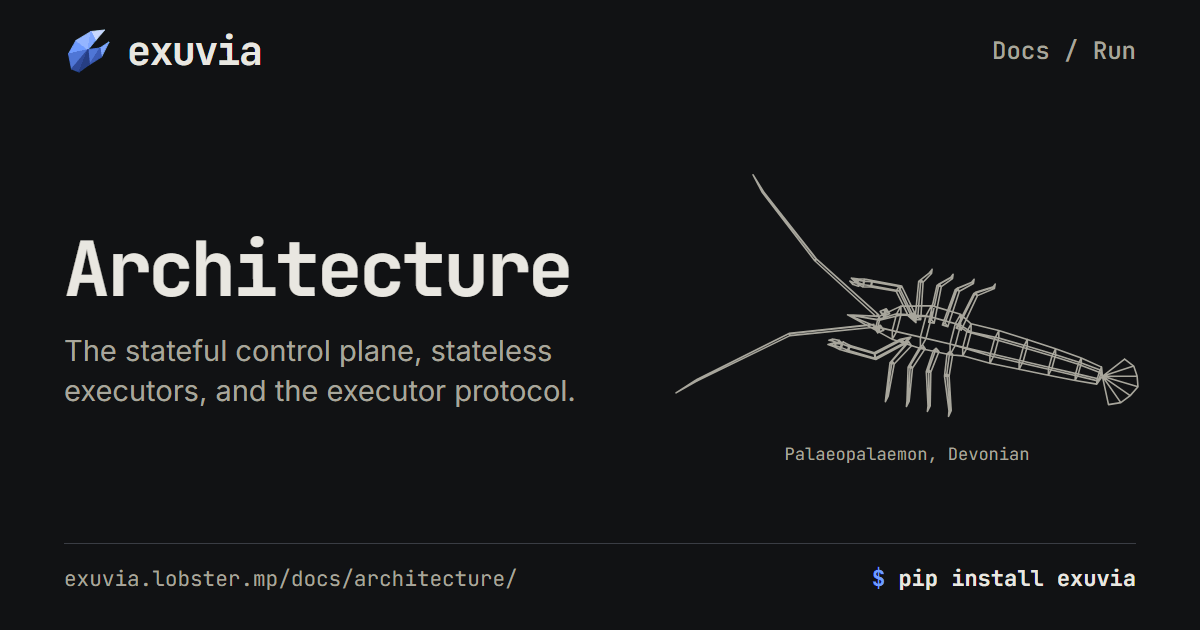 exuvia
Docs / Run
Architecture
The stateful control plane, stateless
executors, and the executor protocol.
Palaeopalaemon, Devonian
exuvia.lobster.mp/docs/architecture/
$ pip install exuvia